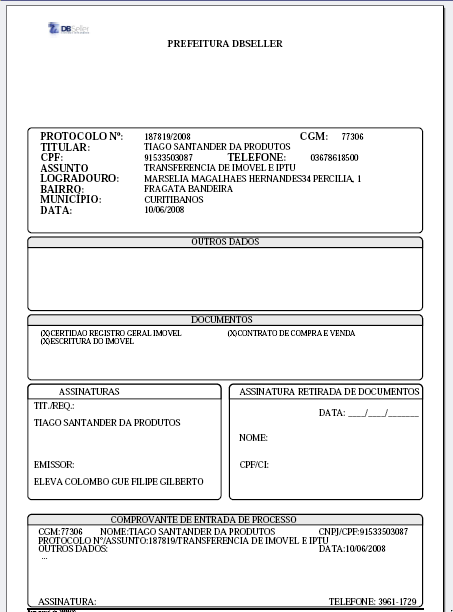 DBSeller
PREFEITURA DBSELLER
PROTOCOLO Nº: 187819/2008 CGM: 77306
TITULAR: TIAGO SANTANDER DA PRODUTOS
CPF: 91533503087 TELEFONE: 03678618500
ASSUNTO TRANSFERENCIA DE IMOVEL E IPTU
LOGRADOURO: MARSELIA MAGALHAES HERNANDES34 PERCILIA, 1
BAIRRO: FRAGATA BANDEIRA
MUNICÍPIO: CURITIBANOS
DATA: 10/06/2008
OUTROS DADOS
DOCUMENTOS
(X)CERTIDAO REGISTRO GERAL IMOVEL (X)CONTRATO DE COMPRA E VENDA
(X)ESCRITURA DO IMOVEL
ASSINATURAS
TIT./REQ.:
TIAGO SANTANDER DA PRODUTOS
EMISSOR:
ELEVA COLOMBO GUE FILIPE GILBERTO
ASSINATURA RETIRADA DE DOCUMENTOS
DATA: ____/____/_______
NOME:
CPF/CI:
COMPROVANTE DE ENTRADA DE PROCESSO
CGM:77306 NOME:TIAGO SANTANDER DA PRODUTOS CNPJ/CPF:91533503087
PROTOCOLO Nº/ASSUNTO:187819/TRANSFERENCIA DE IMOVEL E IPTU
OUTROS DADOS: DATA:10/06/2008
...
ASSINATURA: TELEFONE: 3961-1729